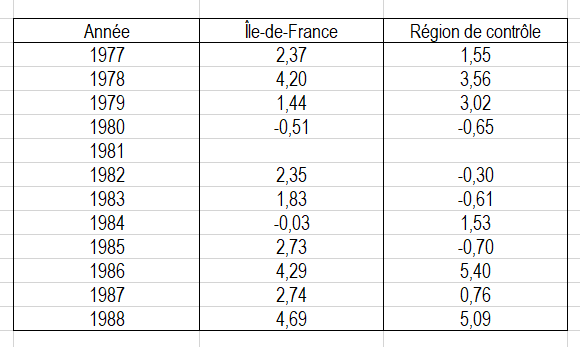 Année Île-de-France Région de contrôle
1977 2,37 1,55
1978 4,20 3,56
1979 1,44 3,02
1980 -0,51 -0,65
1981
1982 2,35 -0,30
1983 1,83 -0,61
1984 -0,03 1,53
1985 2,73 -0,70
1986 4,29 5,40
1987 2,74 0,76
1988 4,69 5,09